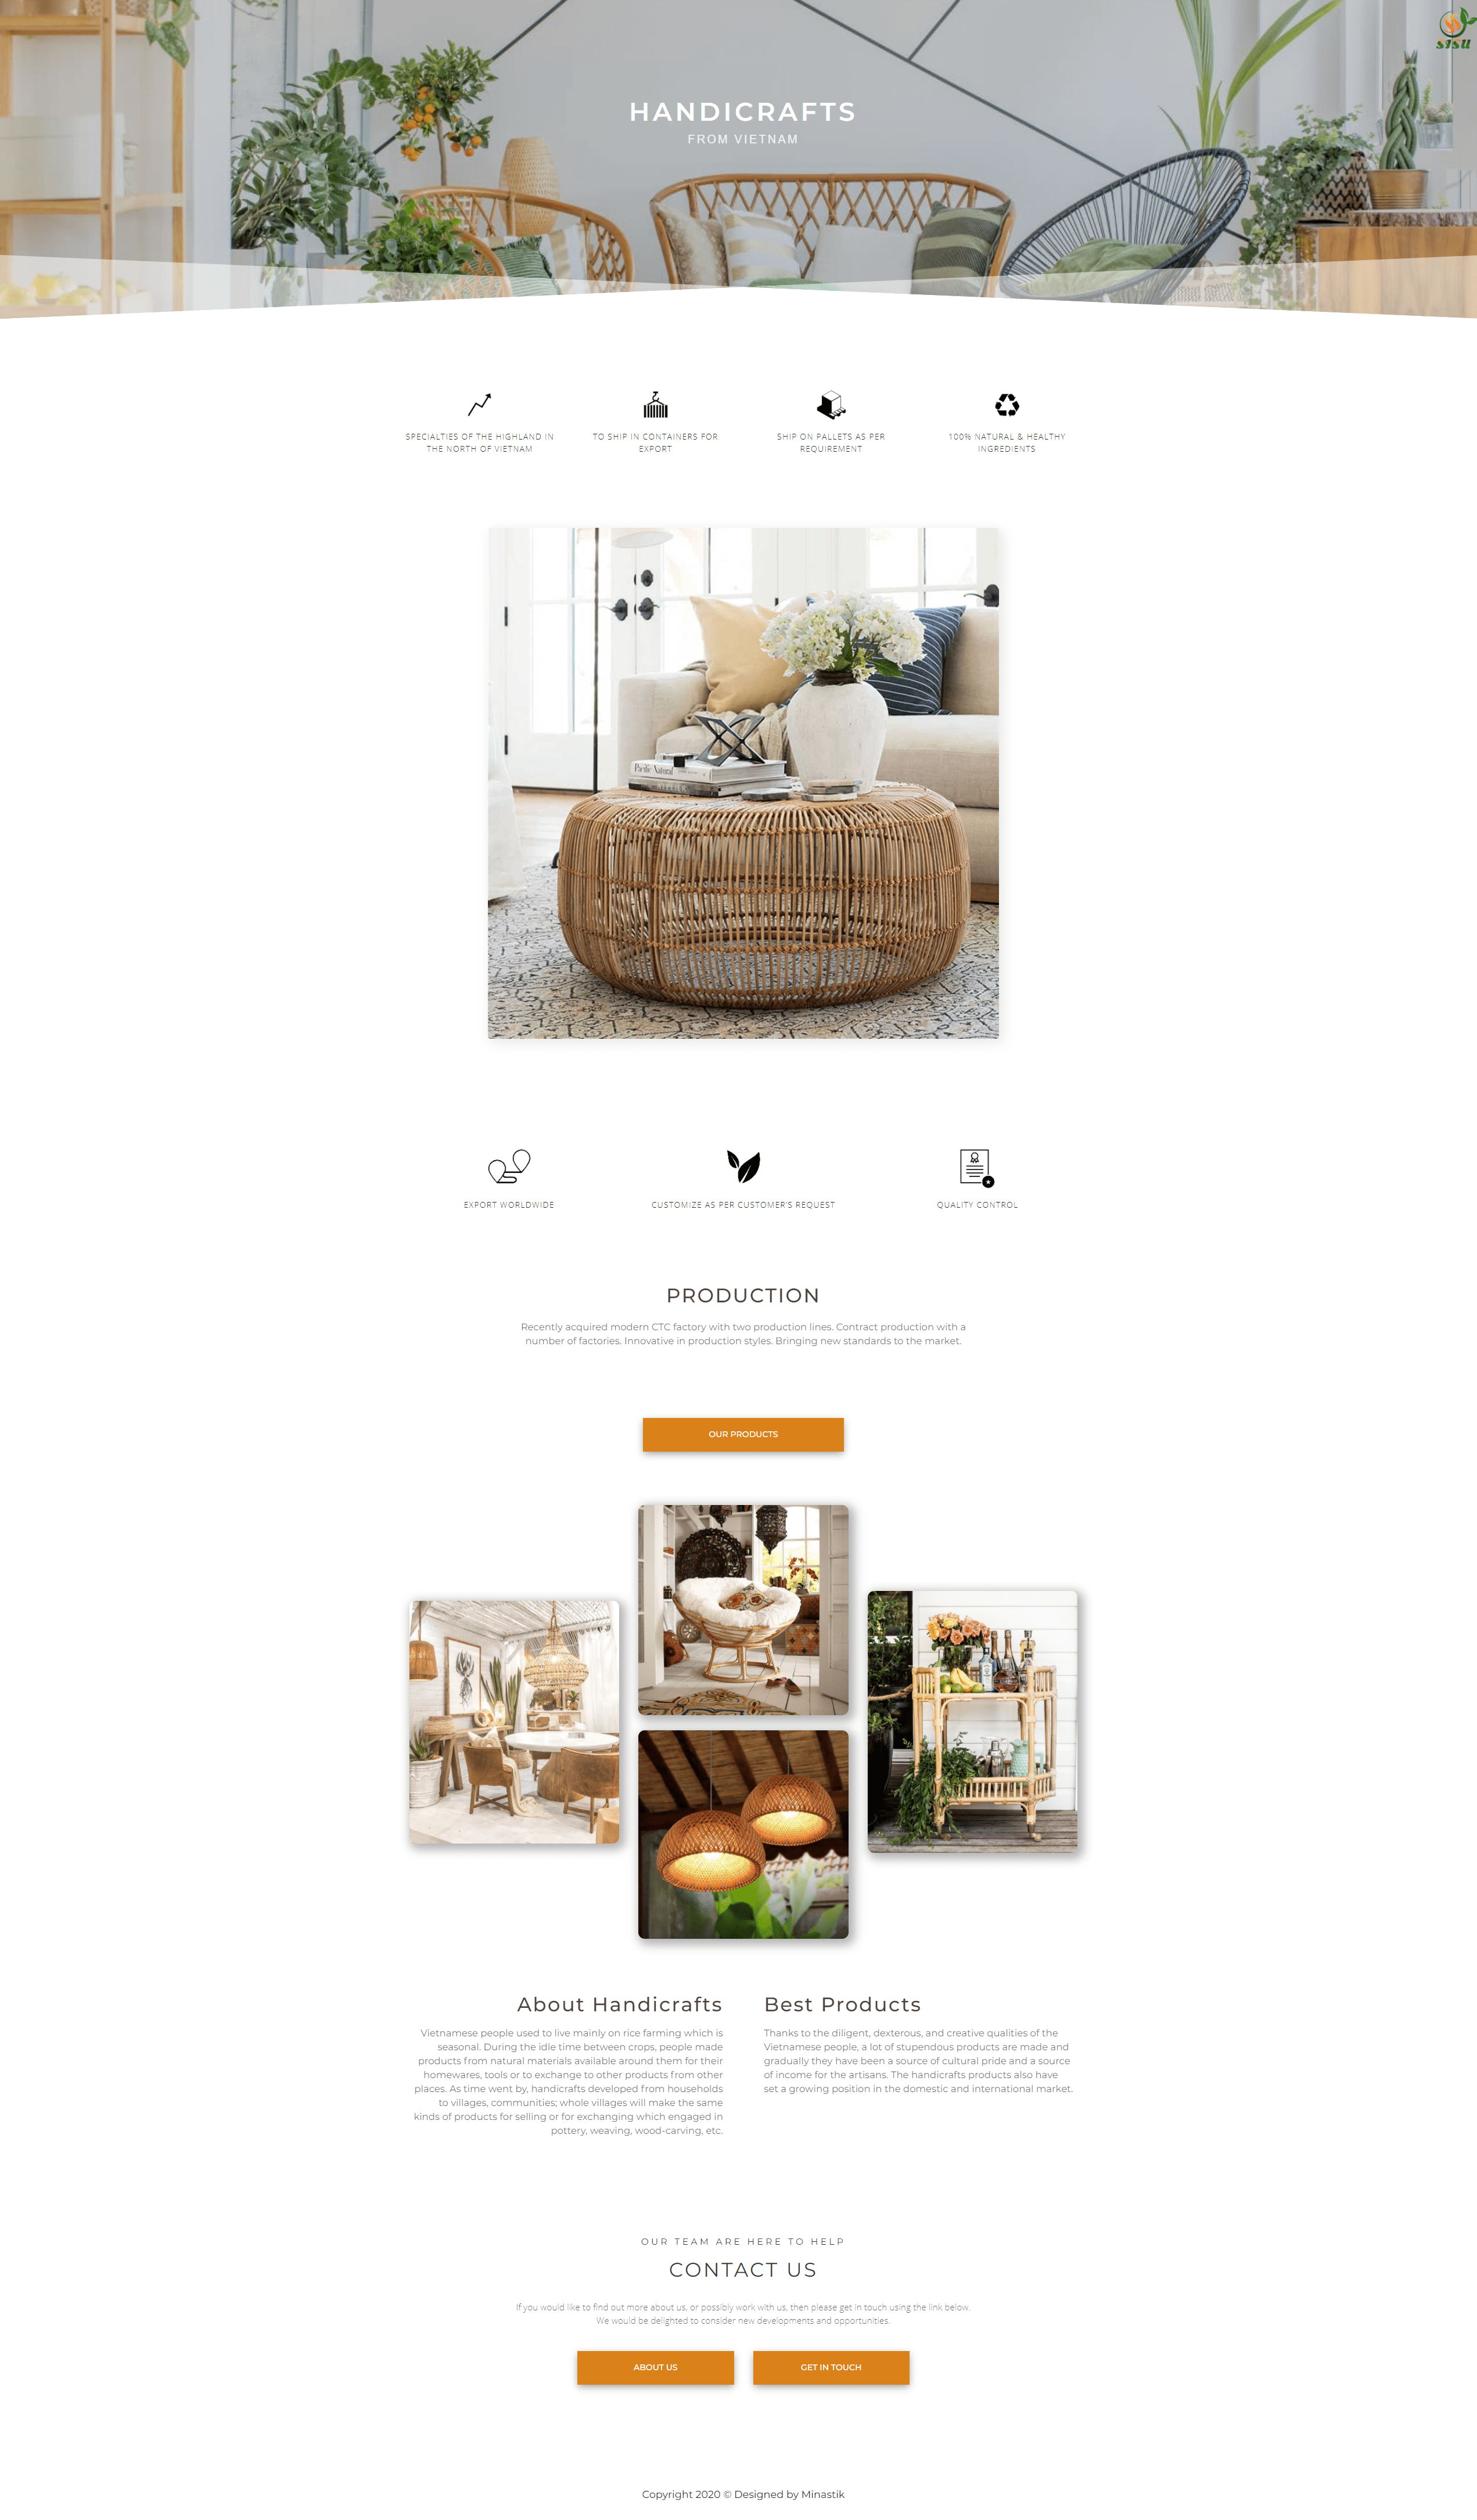 sisu
HANDICRAFTS
FROM VIETNAM
SPECIALTIES OF THE HIGHLAND IN
THE NORTH OF VIETNAM
TO SHIP IN CONTAINERS FOR
EXPORT
SHIP ON PALLETS AS PER
REQUIREMENT
100% NATURAL & HEALTHY
INGREDIENTS
Pacific Natural
ATELIER
EXPORT WORLDWIDE
CUSTOMIZE AS PER CUSTOMER'S REQUEST
QUALITY CONTROL
PRODUCTION
Recently acquired modern CTC factory with two production lines. Contract production with a
number of factories. Innovative in production styles. Bringing new standards to the market.
OUR PRODUCTS
About Handicrafts
Vietnamese people used to live mainly on rice farming which is
seasonal. During the idle time between crops, people made
products from natural materials available around them for their
homewares, tools or to exchange to other products from other
places. As time went by, handicrafts developed from households
to villages, communities; whole villages will make the same
kinds of products for selling or for exchanging which engaged in
pottery, weaving, wood-carving, etc.
Best Products
Thanks to the diligent, dexterous, and creative qualities of the
Vietnamese people, a lot of stupendous products are made and
gradually they have been a source of cultural pride and a source
of income for the artisans. The handicrafts products also have
set a growing position in the domestic and international market.
OUR TEAM ARE HERE TO HELP
CONTACT US
If you would like to find out more about us, or possibly work with us, then please get in touch using the link below.
We would be delighted to consider new developments and opportunities.
ABOUT US
GET IN TOUCH
Copyright 2020 © Designed by Minastik